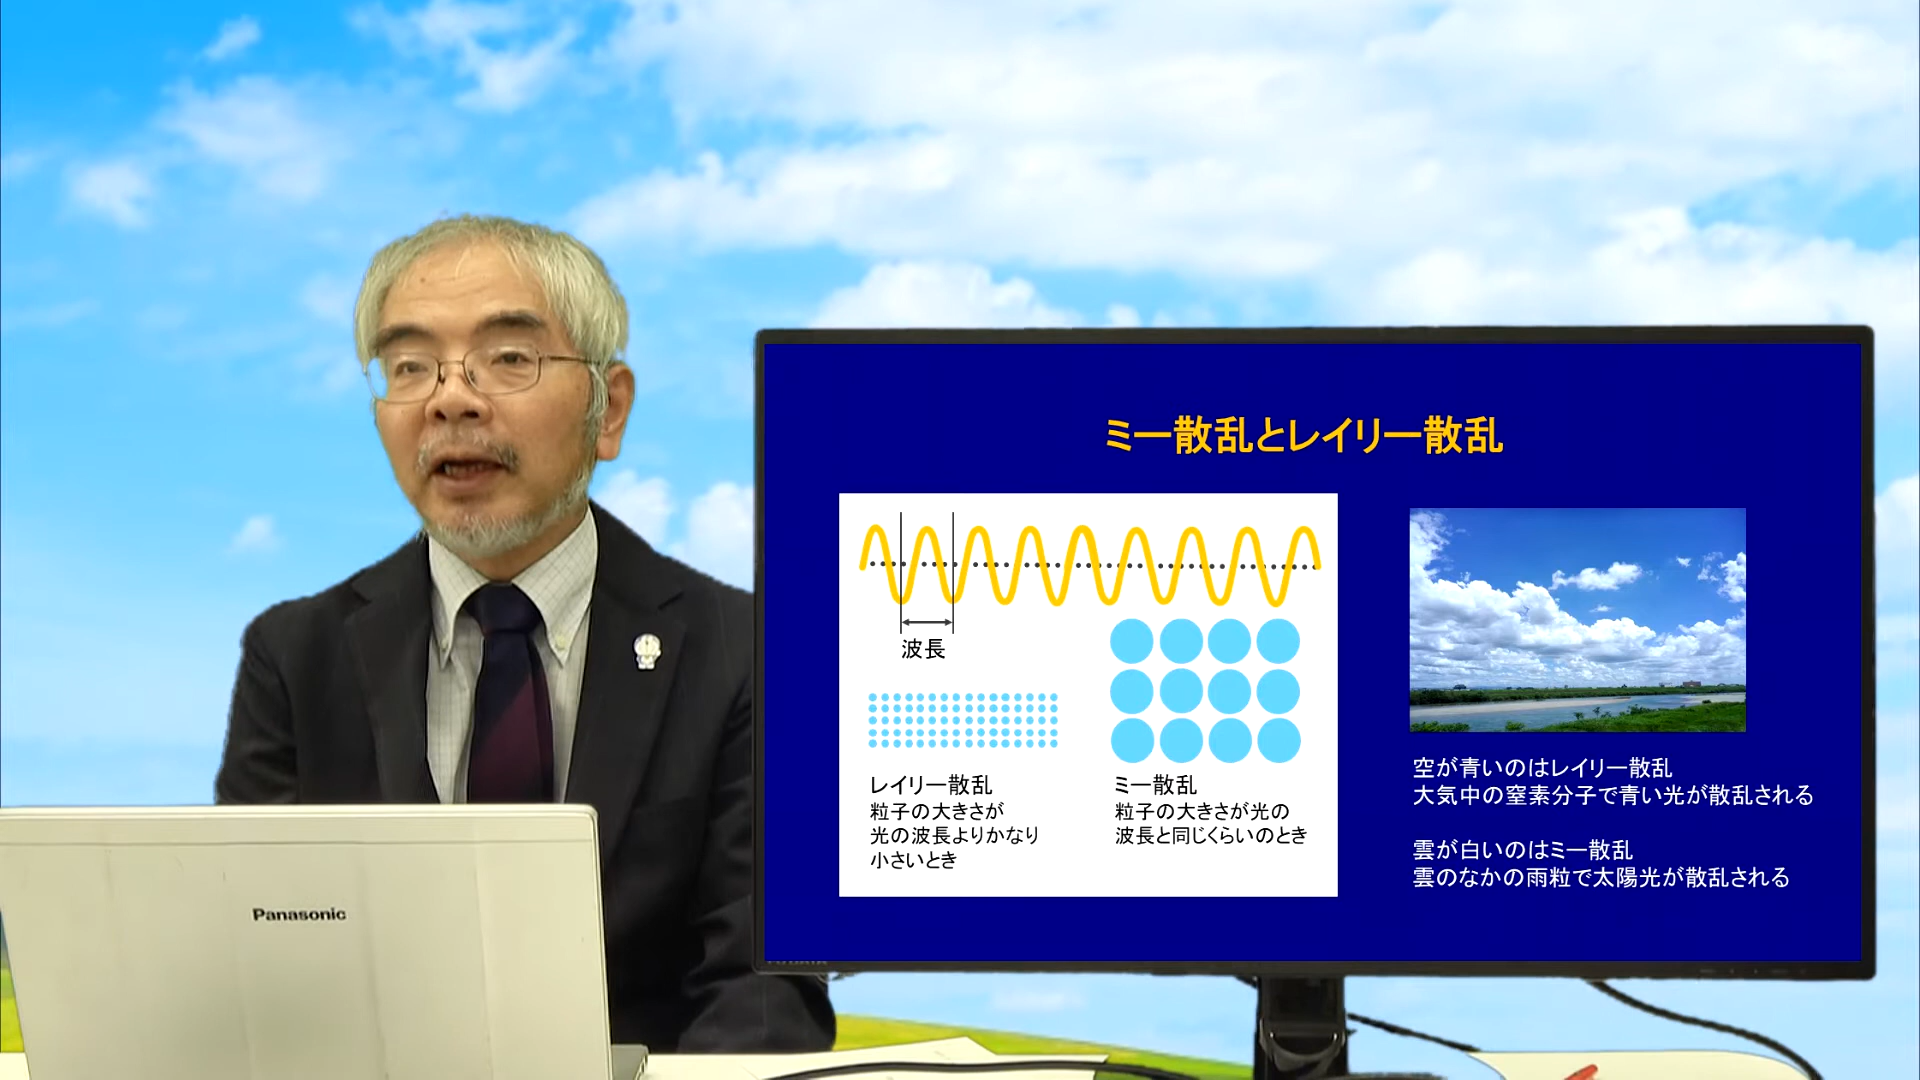 ミー散乱とレイリー散乱
波長
レイリー散乱
粒子の大きさが
光の波長よりかなり
小さいとき
ミー散乱
粒子の大きさが光の
波長と同じくらいのとき
空が青いのはレイリー散乱
大気中の窒素分子で青い光が散乱される
雲が白いのはミー散乱
雲のなかの雨粒で太陽光が散乱される
Panasonic